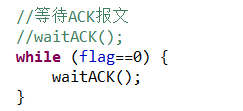 //等待ACK报文
//waitACK();
while (flag==0) {
    waitACK();
}